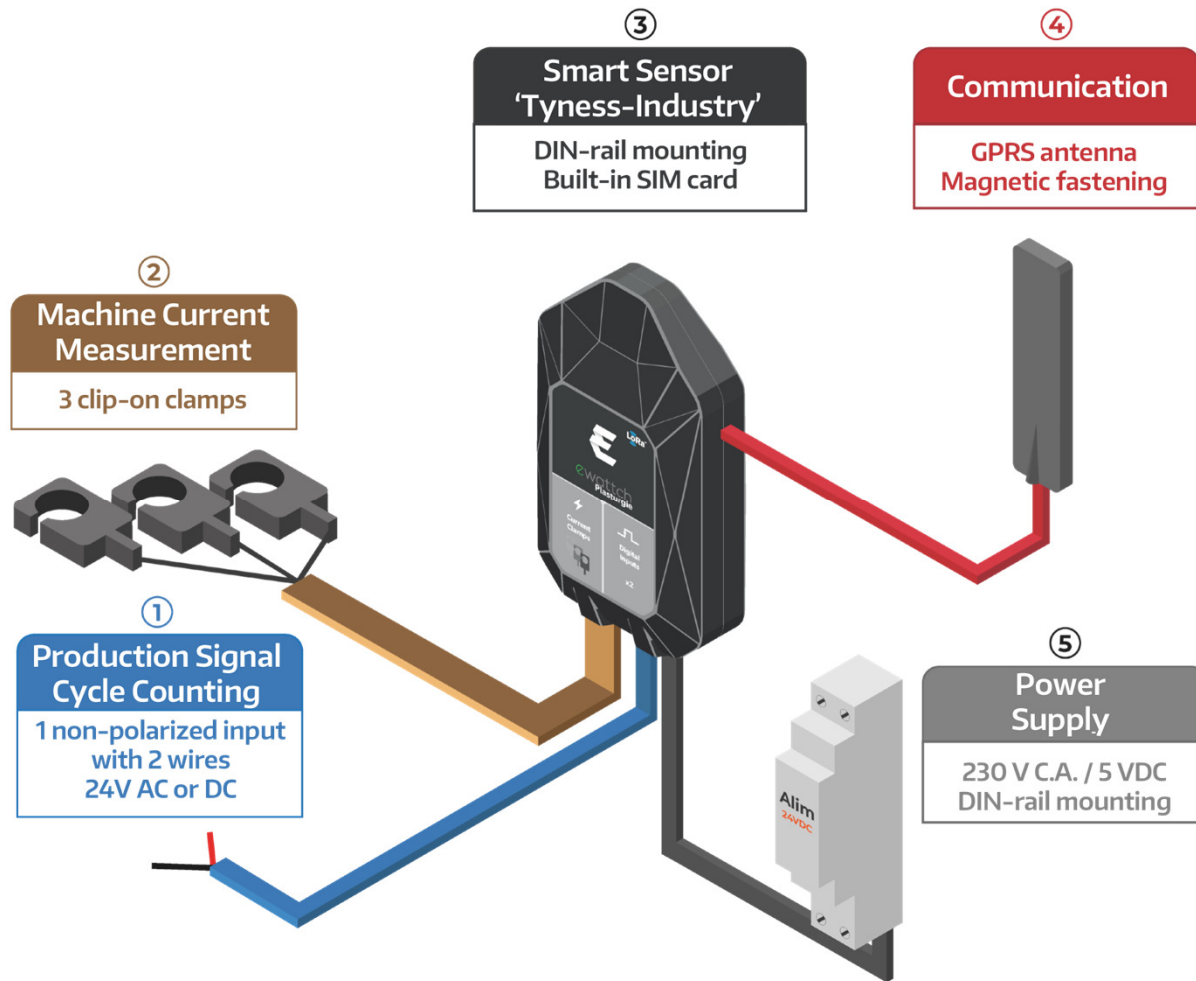 ③
Smart Sensor
‘Tyness-Industry’
DIN-rail mounting
Built-in SIM card
④
Communication
GPRS antenna
Magnetic fastening
②
Machine Current
Measurement
3 clip-on clamps
①
Production Signal
Cycle Counting
1 non-polarized input
with 2 wires
24V AC or DC
LoRa
ewattch
Plasturgie
Current
Clamps
Digital
Inputs
x2
⑤
Power
Supply
230 V C.A. / 5 VDC
DIN-rail mounting
Alim
24VDC